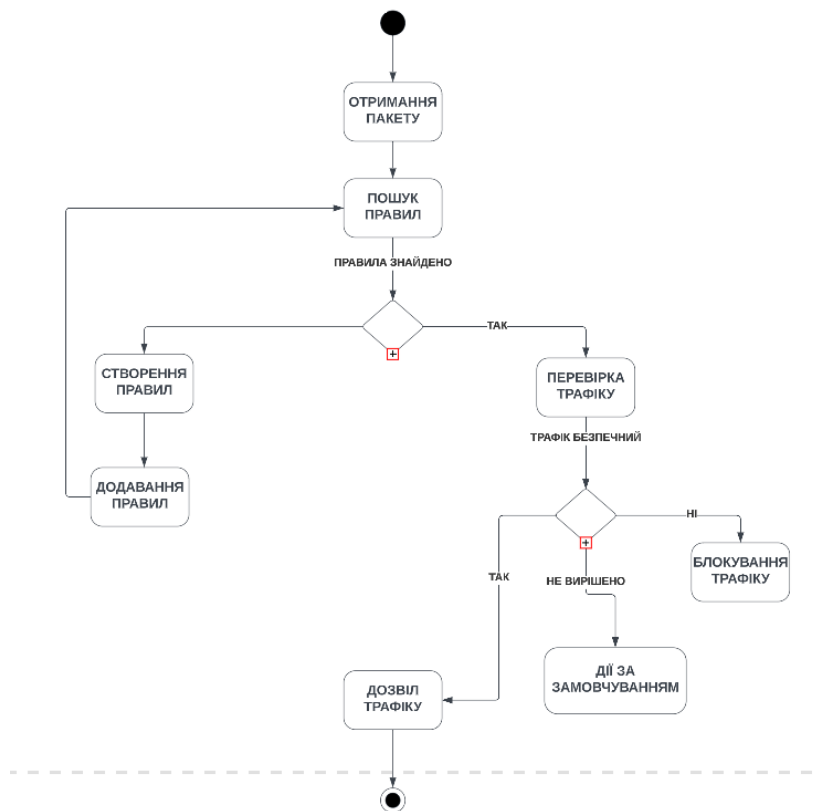 ОТРИМАННЯ
ПАКЕТУ
ПОШУК
ПРАВИЛ
ПРАВИЛА ЗНАЙДЕНО
ТАК
СТВОРЕННЯ
ПРАВИЛ
ПЕРЕВІРКА
ТРАФІКУ
ТРАФІК БЕЗПЕЧНИЙ
ДОДАВАННЯ
ПРАВИЛ
НІ
БЛОКУВАННЯ
ТРАФІКУ
ТАК
НЕ ВИРІШЕНО
ДІЇ ЗА
ЗАМОВЧУВАННЯМ
ДОЗВІЛ
ТРАФІКУ